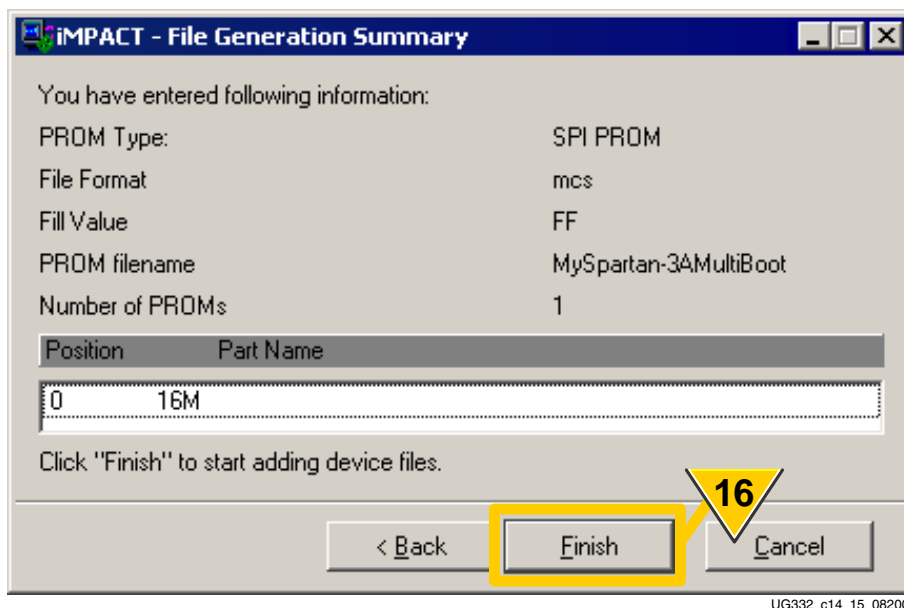 iMPACT - File Generation Summary
You have entered following information:
PROM Type: SPI PROM
File Format mcs
Fill Value FF
PROM filename MySpartan-3AMultiBoot
Number of PROMs 1
Position Part Name
0 16M
Click "Finish" to start adding device files.
16
< Back Finish Cancel